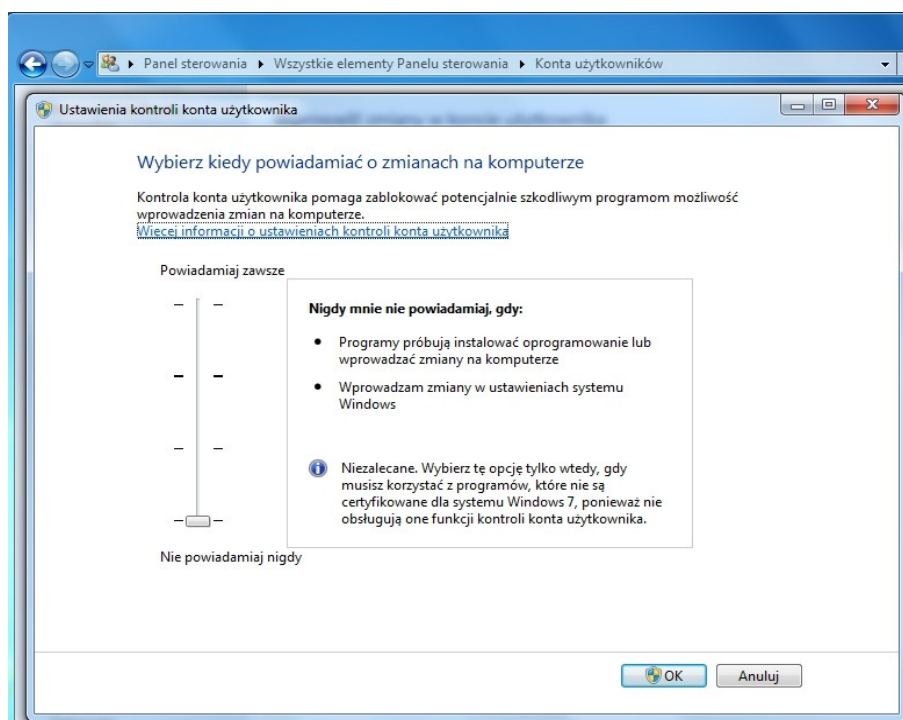 Panel sterowania ▸ Wszystkie elementy Panelu sterowania ▸ Konta użytkowników
Ustawienia kontroli konta użytkownika
Wybierz kiedy powiadamiać o zmianach na komputerze
Kontrola konta użytkownika pomaga zablokować potencjalnie szkodliwym programom możliwość
wprowadzenia zmian na komputerze.
Więcej informacji o ustawieniach kontroli konta użytkownika
Powiadamiaj zawsze
Nigdy mnie nie powiadamiaj, gdy:
• Programy próbują instalować oprogramowanie lub
wprowadzać zmiany na komputerze
• Wprowadzam zmiany w ustawieniach systemu
Windows
Niezalecane. Wybierz tę opcję tylko wtedy, gdy
musisz korzystać z programów, które nie są
certyfikowane dla systemu Windows 7, ponieważ nie
obsługują one funkcji kontroli konta użytkownika.
Nie powiadamiaj nigdy
OK
Anuluj